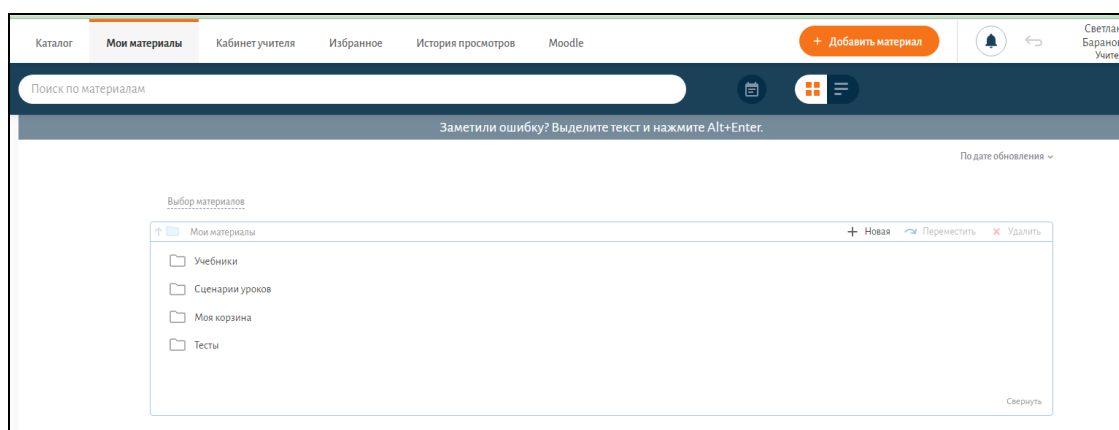 Каталог Мои материалы Кабинет учителя Избранное История просмотров Moodle + Добавить материал
Поиск по материалам
Заметили ошибку? Выделите текст и нажмите Alt+Enter.
По дате обновления
Выбор материалов
Мои материалы + Новая Переместить × Удалить
Учебники
Сценарии уроков
Моя корзина
Тесты
Свернуть